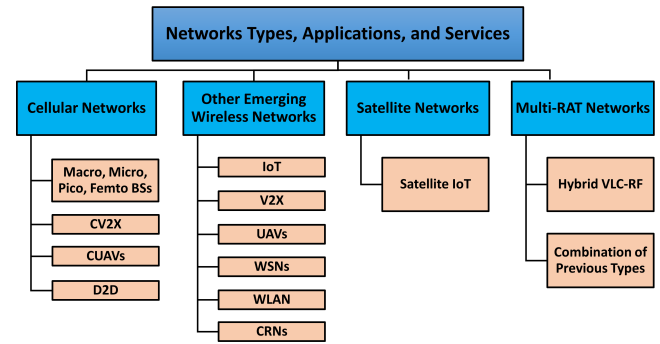 Networks Types, Applications, and Services
Cellular Networks
Macro, Micro,
Pico, Femto BSs
CV2X
CUAVs
D2D
Other Emerging
Wireless Networks
IoT
V2X
UAVs
WSNs
WLAN
CRNs
Satellite Networks
Satellite IoT
Multi-RAT Networks
Hybrid VLC-RF
Combination of
Previous Types